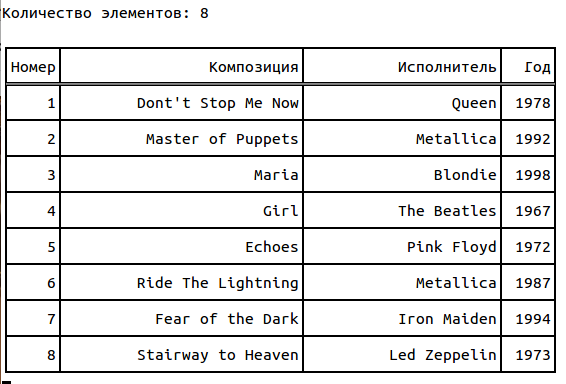 Количество элементов: 8
Номер Композиция Исполнитель Год
1 Dont't Stop Me Now Queen 1978
2 Master of Puppets Metallica 1992
3 Maria Blondie 1998
4 Girl The Beatles 1967
5 Echoes Pink Floyd 1972
6 Ride The Lightning Metallica 1987
7 Fear of the Dark Iron Maiden 1994
8 Stairway to Heaven Led Zeppelin 1973